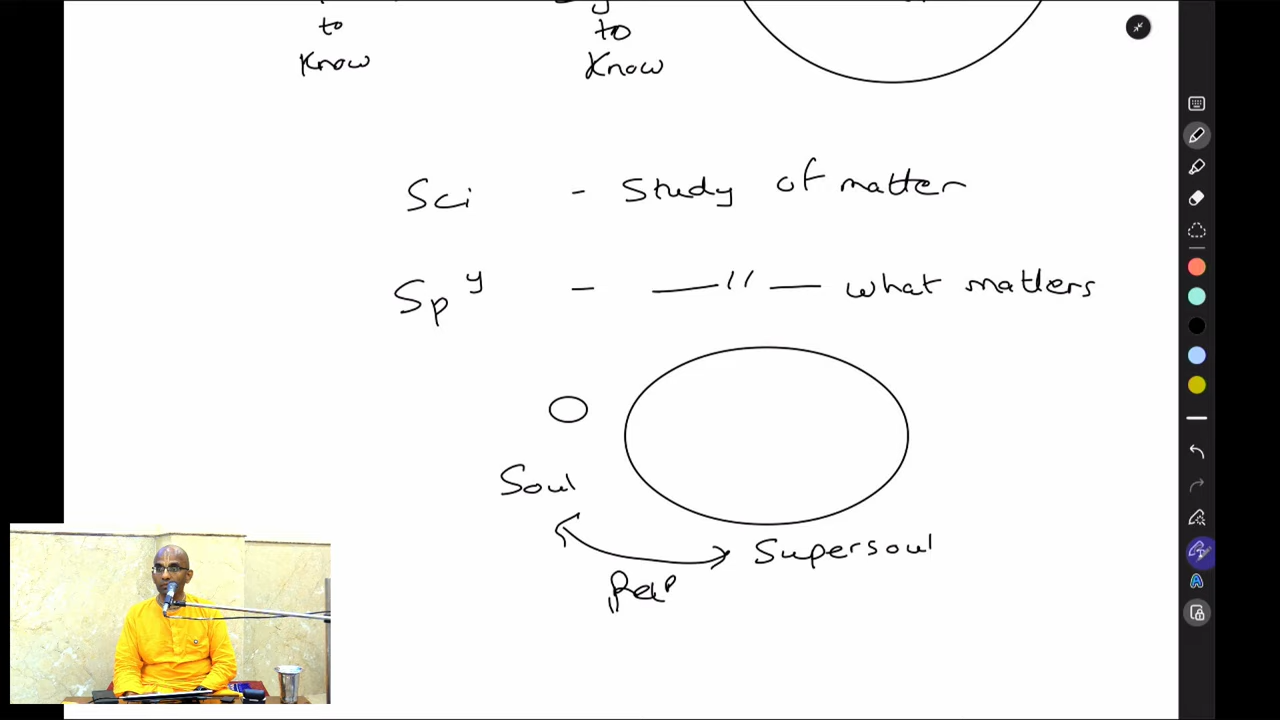 to
to
Know
Know
Sci - Study of matter
Sp y - —— 〃 —— what matters
Soul
Supersoul
Rel p